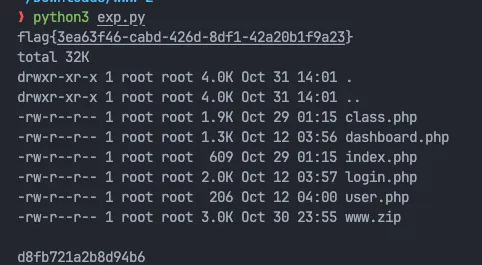 ❯ python3 exp.py
flag{3ea63f46-cabd-426d-8df1-42a20b1f9a23}
total 32K
drwxr-xr-x 1 root root 4.0K Oct 31 14:01 .
drwxr-xr-x 1 root root 4.0K Oct 31 14:01 ..
-rw-r--r-- 1 root root 1.9K Oct 29 01:15 class.php
-rw-r--r-- 1 root root 1.3K Oct 12 03:56 dashboard.php
-rw-r--r-- 1 root root  609 Oct 29 01:15 index.php
-rw-r--r-- 1 root root 2.0K Oct 12 03:57 login.php
-rw-r--r-- 1 root root  206 Oct 12 04:00 user.php
-rw-r--r-- 1 root root 3.0K Oct 30 23:55 www.zip
d8fb721a2b8d94b6